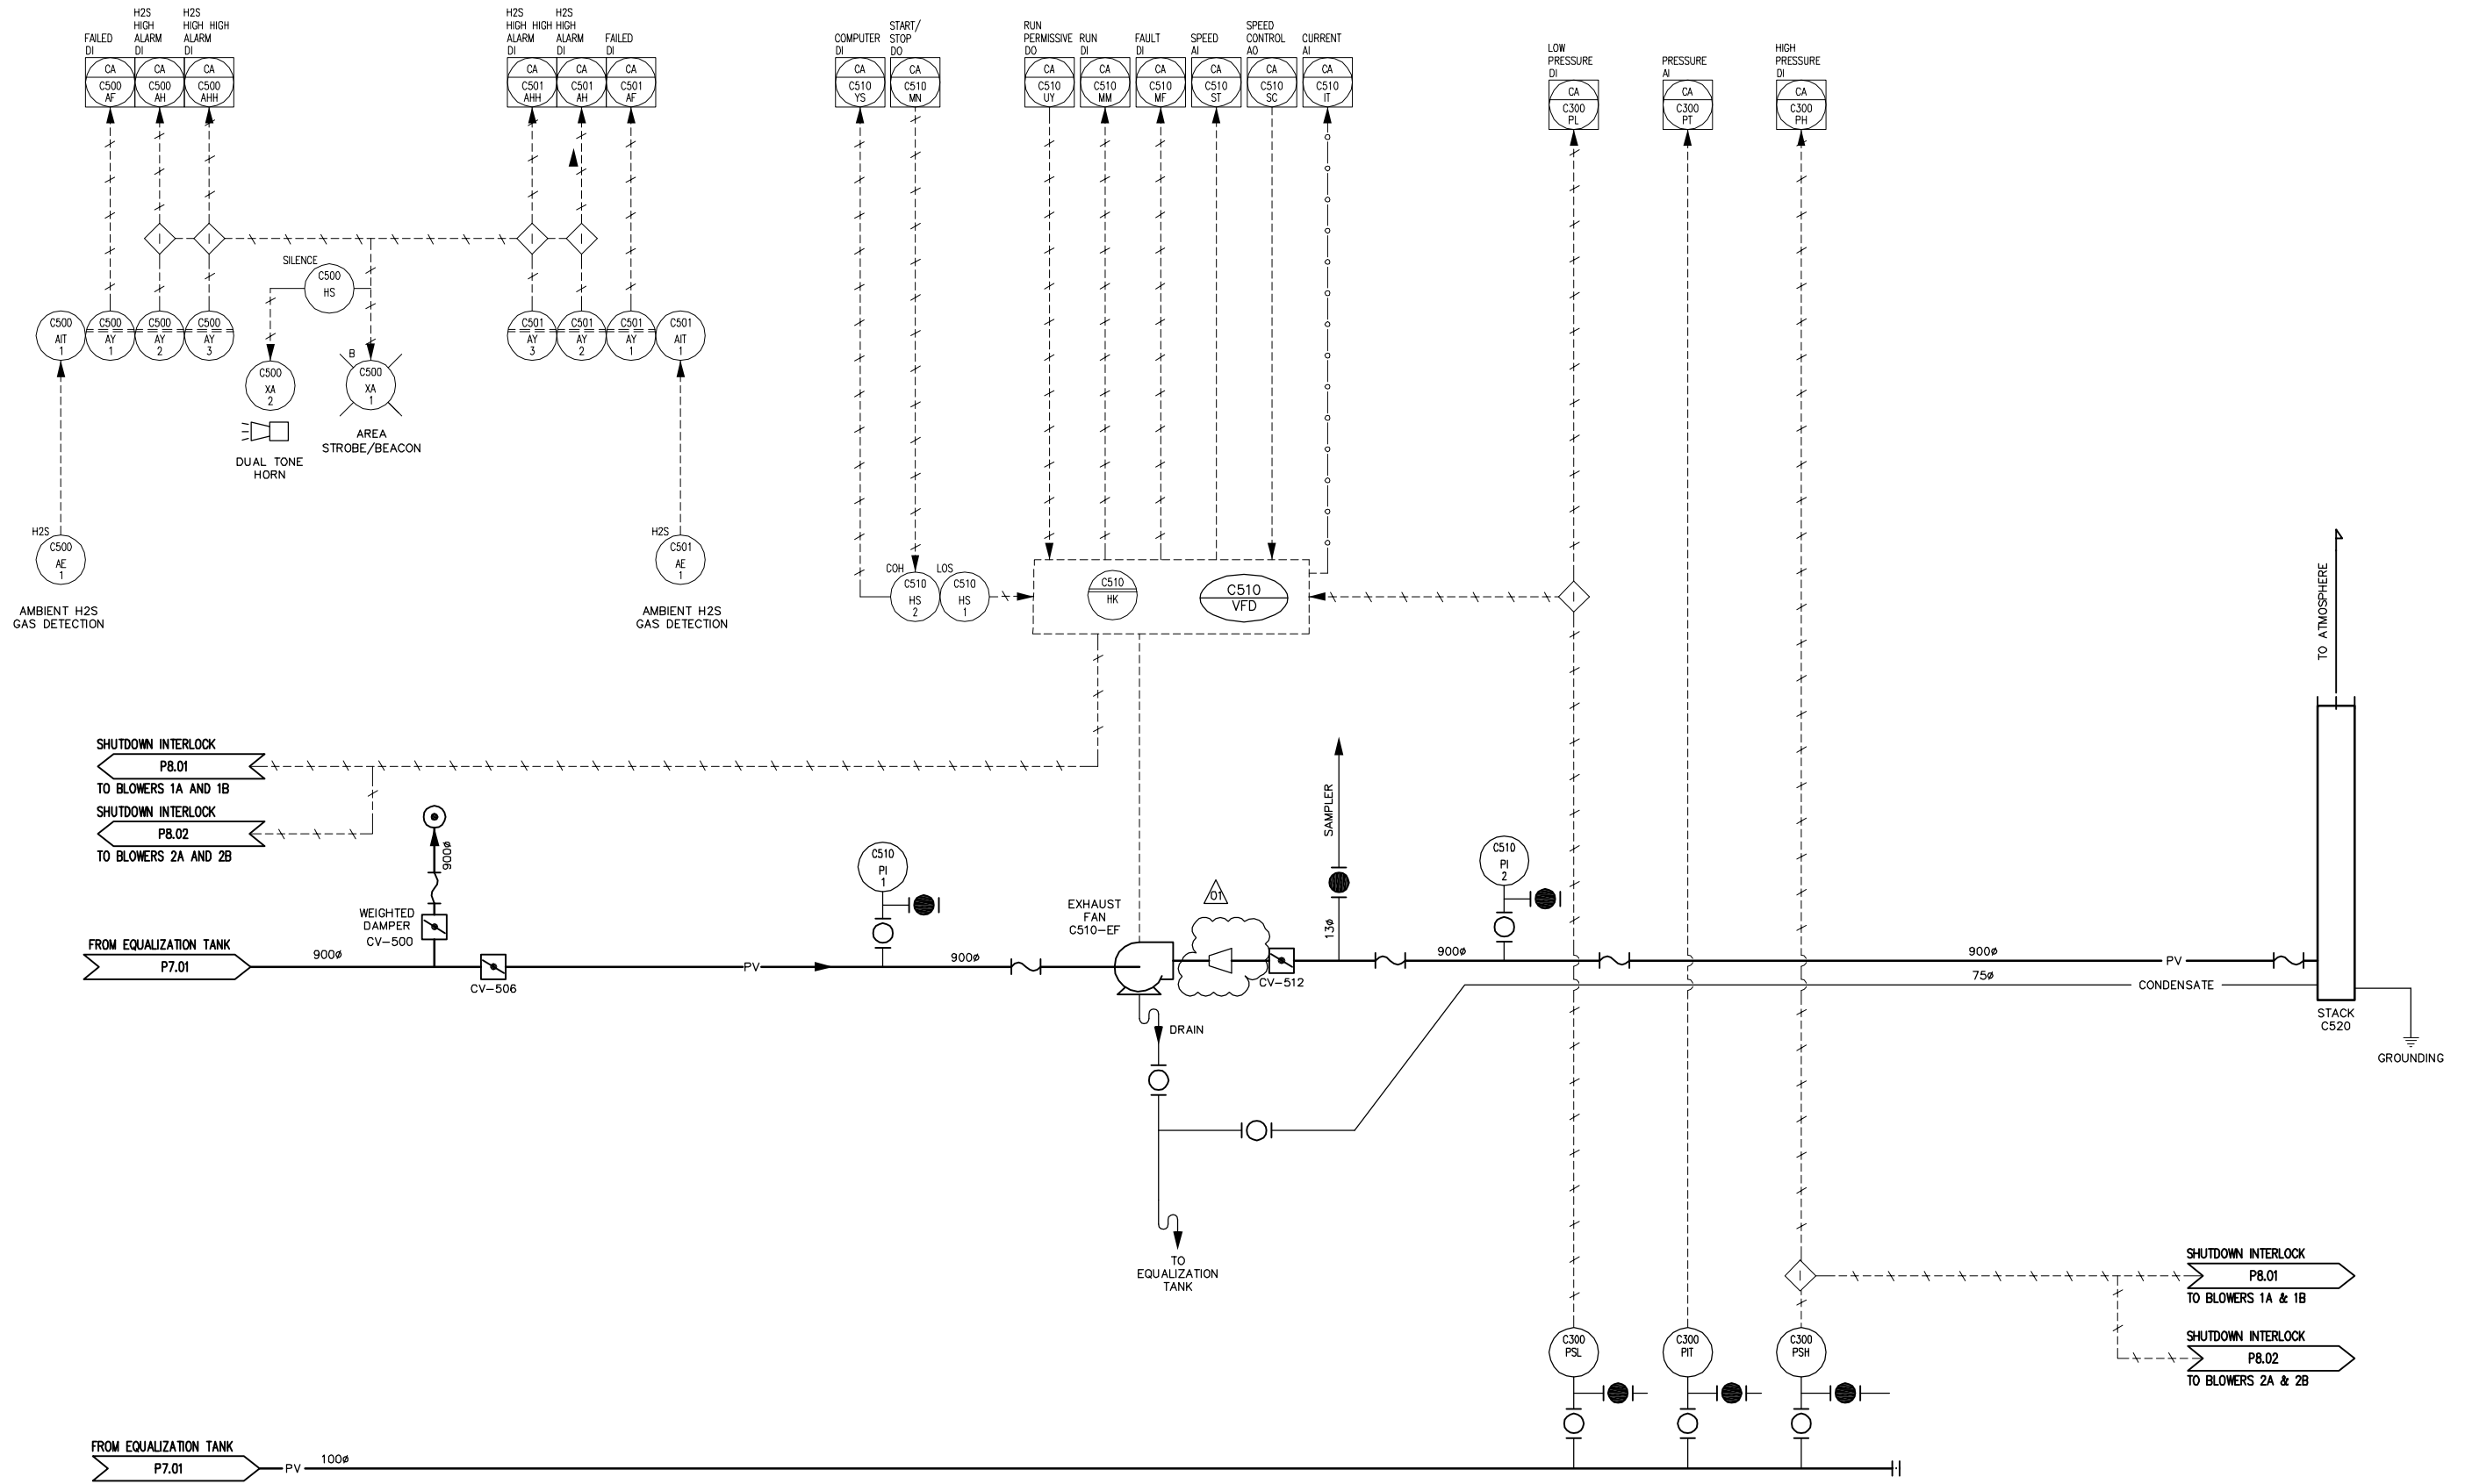 FAILED
DI
H2S
HIGH
ALARM
DI
H2S
HIGH HIGH
ALARM
DI
CA
C500
AF
CA
C500
AH
CA
C500
AHH
H2S
HIGH HIGH
ALARM
DI
H2S
HIGH
ALARM
DI
FAILED
DI
CA
C501
AHH
CA
C501
AH
CA
C501
AF
COMPUTER
DI
START/
STOP
DO
CA
C510
YS
CA
C510
MN
RUN
PERMISSIVE
DO
RUN
DI
FAULT
DI
SPEED
AI
SPEED
CONTROL
AO
CURRENT
AI
CA
C510
UY
CA
C510
MM
CA
C510
MF
CA
C510
ST
CA
C510
SC
CA
C510
IT
LOW
PRESSURE
DI
CA
C300
PL
PRESSURE
AI
CA
C300
PT
HIGH
PRESSURE
DI
CA
C300
PH
I
I
I
I
SILENCE
C500
HS
C500
AIT
1
C500
AY
1
C500
AY
2
C500
AY
3
C501
AY
3
C501
AY
2
C501
AY
1
C501
AIT
1
C500
XA
2
B
C500
XA
1
DUAL TONE
HORN
AREA
STROBE/BEACON
H2S
C500
AE
1
AMBIENT H2S
GAS DETECTION
H2S
C501
AE
1
AMBIENT H2S
GAS DETECTION
COH
C510
HS
2
LOS
C510
HS
1
C510
HK
C510
VFD
TO ATMOSPHERE
SHUTDOWN INTERLOCK
P8.01
TO BLOWERS 1A AND 1B
SHUTDOWN INTERLOCK
P8.02
TO BLOWERS 2A AND 2B
900ø
WEIGHTED
DAMPER
CV-500
FROM EQUALIZATION TANK
P7.01
900ø
CV-506
PV
C510
PI
1
900ø
EXHAUST
FAN
C510-EF
01
CV-512
SAMPLER
13ø
C510
PI
2
900ø
900ø
PV
75ø
CONDENSATE
STACK
C520
GROUNDING
DRAIN
TO
EQUALIZATION
TANK
I
SHUTDOWN INTERLOCK
P8.01
TO BLOWERS 1A & 1B
SHUTDOWN INTERLOCK
P8.02
TO BLOWERS 2A & 2B
C300
PSL
C300
PIT
C300
PSH
FROM EQUALIZATION TANK
P7.01
PV
100ø